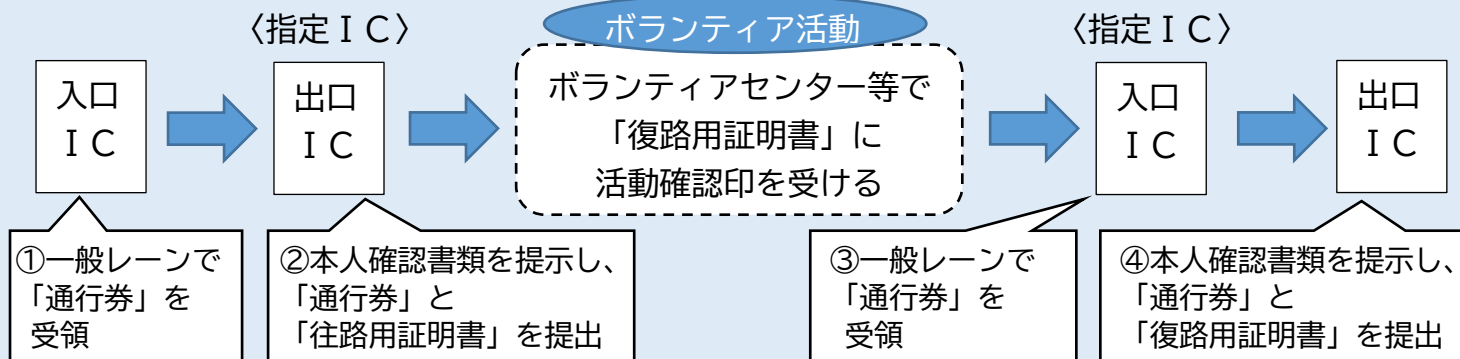 〈指定ＩＣ〉
ボランティア活動
〈指定ＩＣ〉
入口
ＩＣ
出口
ＩＣ
ボランティアセンター等で
「復路用証明書」に
活動確認印を受ける
入口
ＩＣ
出口
ＩＣ
①一般レーンで
「通行券」を
受領
②本人確認書類を提示し、
「通行券」と
「往路用証明書」を提出
③一般レーンで
「通行券」を
受領
④本人確認書類を提示し、
「通行券」と
「復路用証明書」を提出